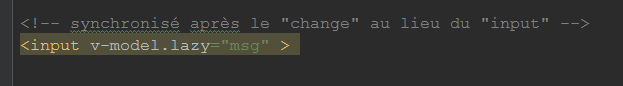 <!-- synchronisé après le "change" au lieu du "input" -->
<input v-model.lazy="msg" >